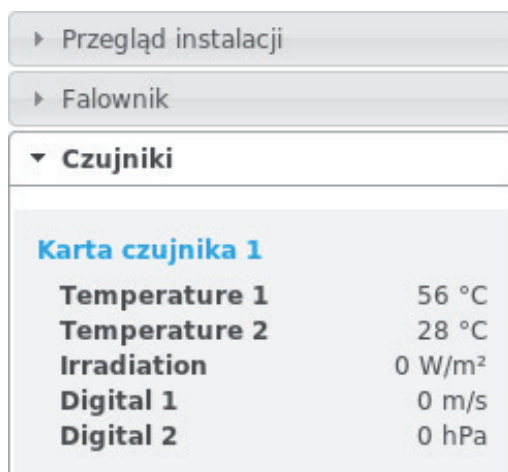 Przegląd instalacji
Falownik
Czujniki
Karta czujnika 1
Temperature 1 56 °C
Temperature 2 28 °C
Irradiation 0 W/m²
Digital 1 0 m/s
Digital 2 0 hPa